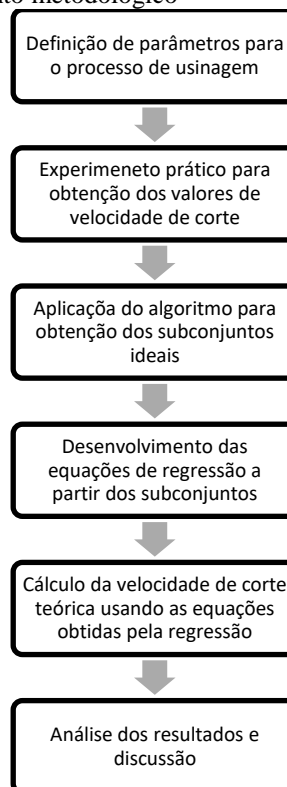 metodológico
Definição de parâmetros para
o processo de usinagem
Experimeneto prático para
obtenção dos valores de
velocidade de corte
Aplicaçõa do algoritmo para
obtenção dos subconjuntos
ideais
Desenvolvimento das
equações de regressão a
partir dos subconjuntos
Cálculo da velocidade de corte
teórica usando as equações
obtidas pela regressão
Análise dos resultados e
discussão